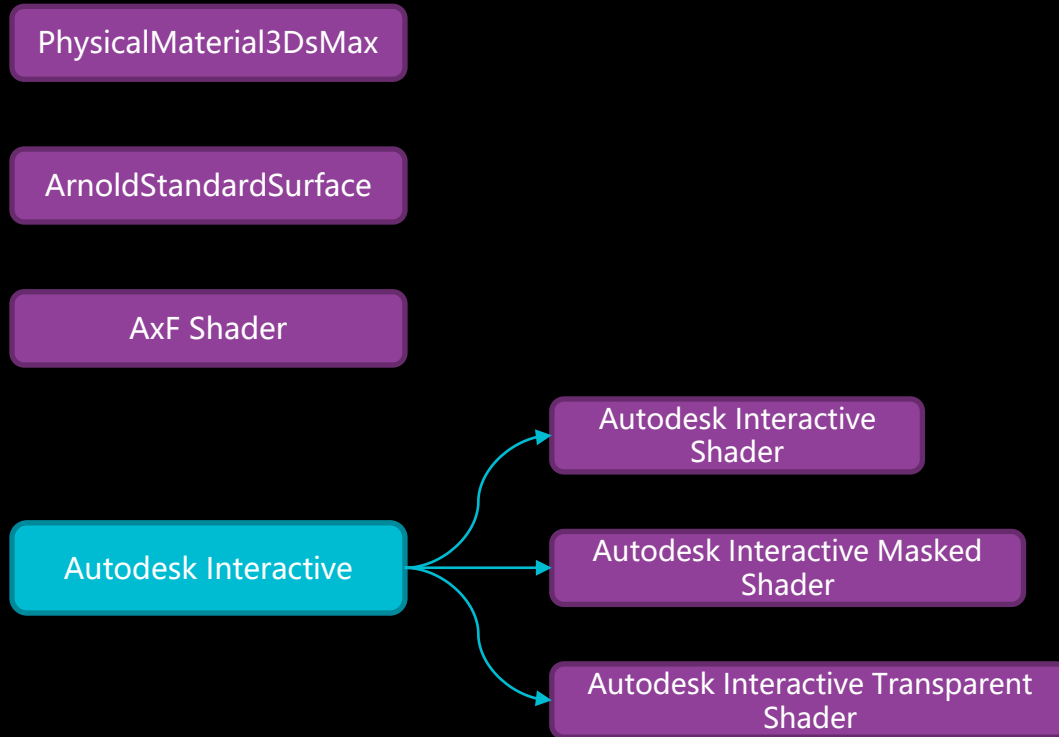 PhysicalMaterial3DsMax
ArnoldStandardSurface
AxF Shader
Autodesk Interactive
Autodesk Interactive
Shader
Autodesk Interactive Masked
Shader
Autodesk Interactive Transparent
Shader